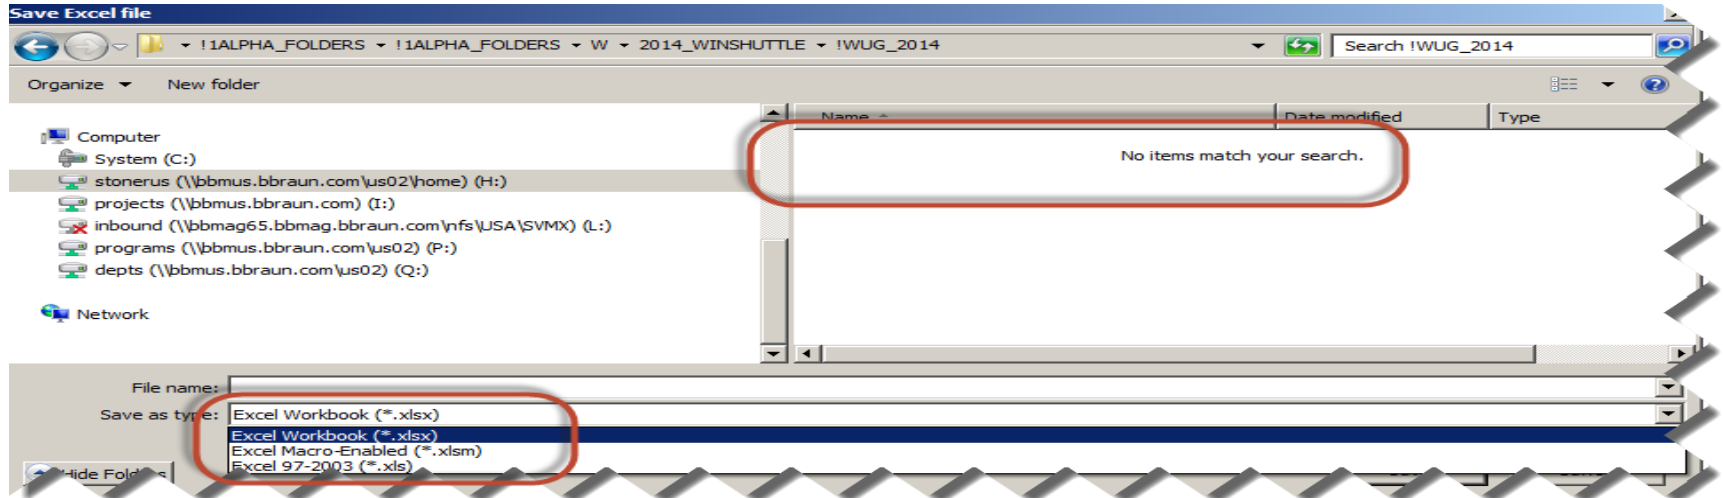 Save Excel file
!1ALPHA_FOLDERS !1ALPHA_FOLDERS W 2014_WINSHUTTLE !WUG_2014 Search !WUG_2014
Organize New folder
Name Date modified Type
Computer
System (C:)
No items match your search.
stonerus (\\bbmus.bbraun.com\us02\home) (H:)
projects (\\bbmus.bbraun.com) (I:)
inbound (\\bbmag65.bbmag.bbraun.com\nfs\USA\SVMX) (L:)
programs (\\bbmus.bbraun.com\us02) (P:)
depts (\\bbmus.bbraun.com\us02) (Q:)
Network
File name:
Save as type: Excel Workbook (*.xlsx)
Excel Workbook (*.xlsx)
Excel Macro-Enabled (*.xlsm)
Excel 97-2003 (*.xls)
Hide Folders